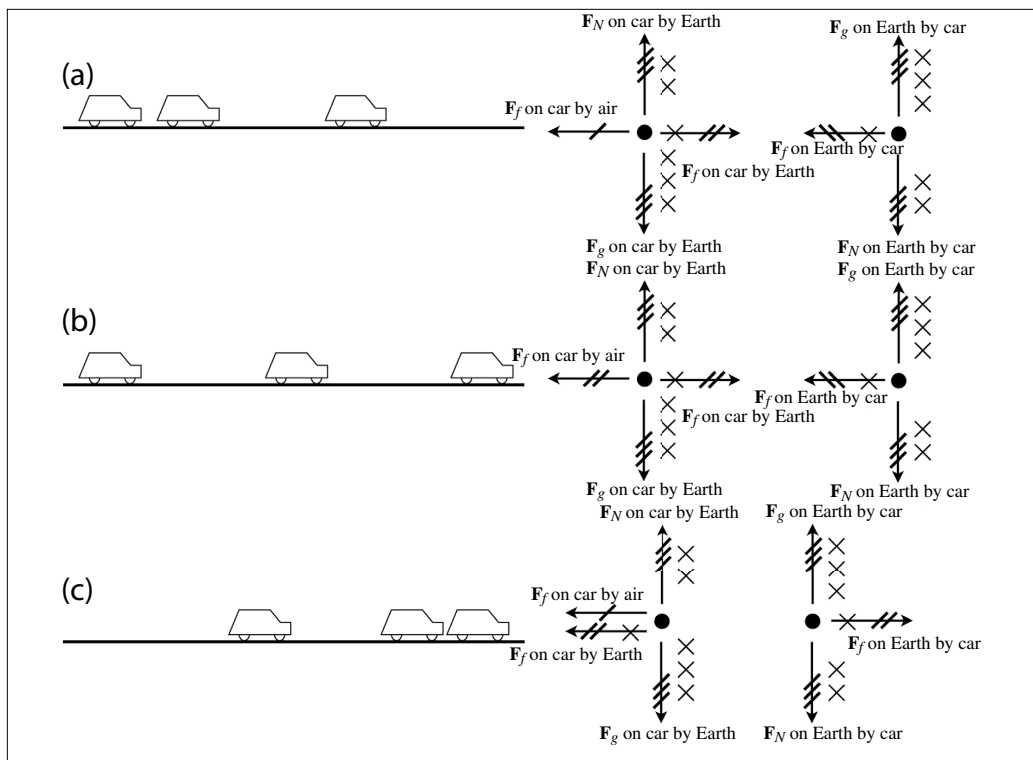 (a)
F_N on car by Earth
F_f on car by air
F_f on car by Earth
F_g on car by Earth
F_g on Earth by car
F_f on Earth by car
F_N on Earth by car
(b)
F_N on car by Earth
F_f on car by air
F_f on car by Earth
F_g on car by Earth
F_g on Earth by car
F_f on Earth by car
F_N on Earth by car
(c)
F_N on car by Earth
F_f on car by air
F_f on car by Earth
F_g on car by Earth
F_g on Earth by car
F_f on Earth by car
F_N on Earth by car